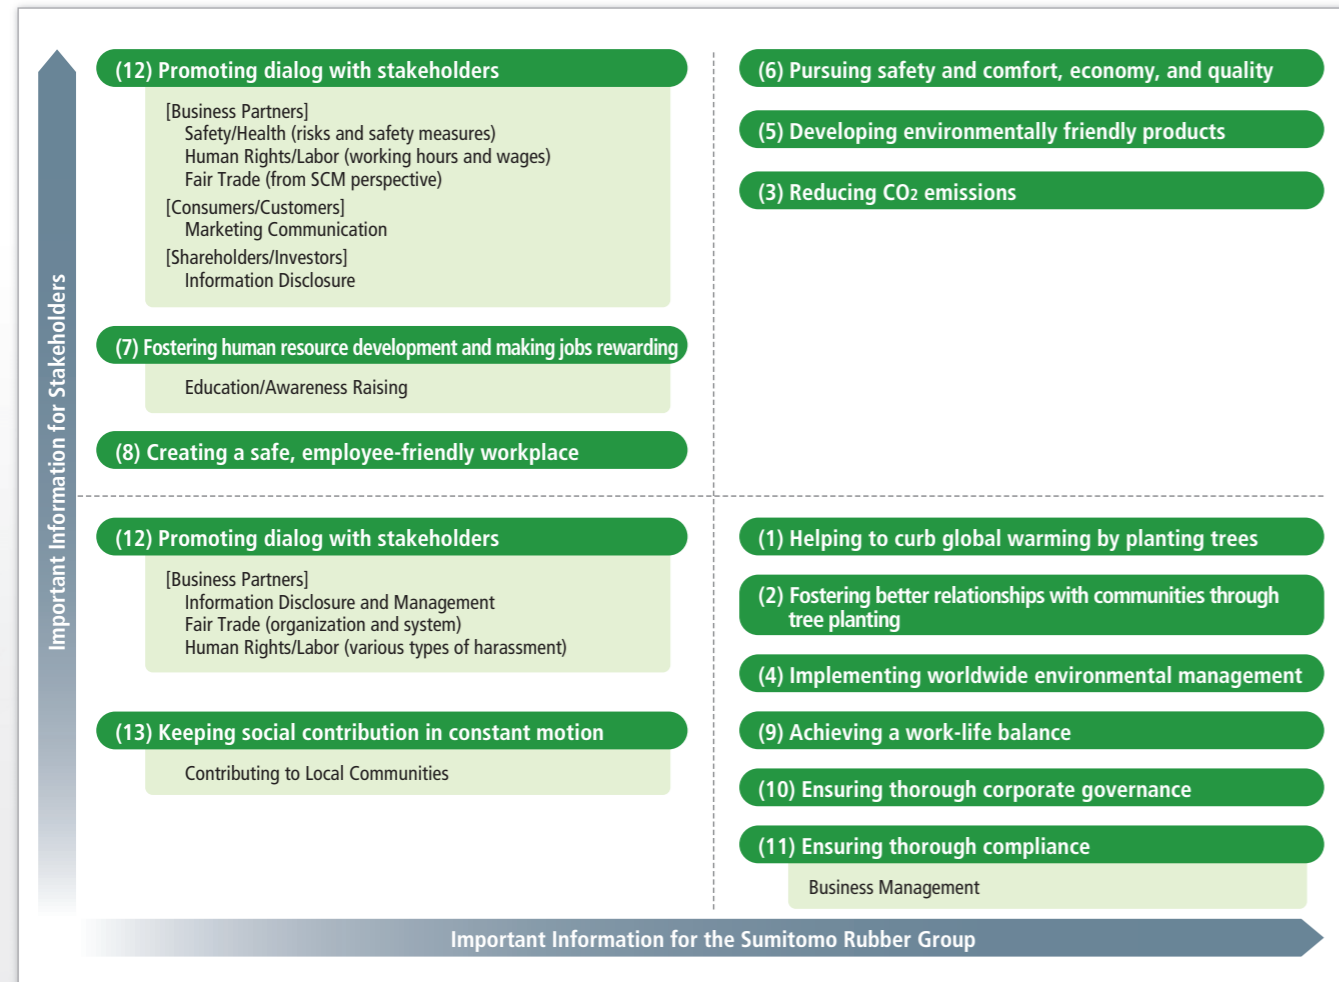 Important Information for Stakeholders
(12) Promoting dialog with stakeholders
[Business Partners]
Safety/Health (risks and safety measures)
Human Rights/Labor (working hours and wages)
Fair Trade (from SCM perspective)
[Consumers/Customers]
Marketing Communication
[Shareholders/Investors]
Information Disclosure
(7) Fostering human resource development and making jobs rewarding
Education/Awareness Raising
(8) Creating a safe, employee-friendly workplace
(6) Pursuing safety and comfort, economy, and quality
(5) Developing environmentally friendly products
(3) Reducing CO2 emissions
(12) Promoting dialog with stakeholders
[Business Partners]
Information Disclosure and Management
Fair Trade (organization and system)
Human Rights/Labor (various types of harassment)
(13) Keeping social contribution in constant motion
Contributing to Local Communities
(1) Helping to curb global warming by planting trees
(2) Fostering better relationships with communities through
tree planting
(4) Implementing worldwide environmental management
(9) Achieving a work-life balance
(10) Ensuring thorough corporate governance
(11) Ensuring thorough compliance
Business Management
Important Information for the Sumitomo Rubber Group